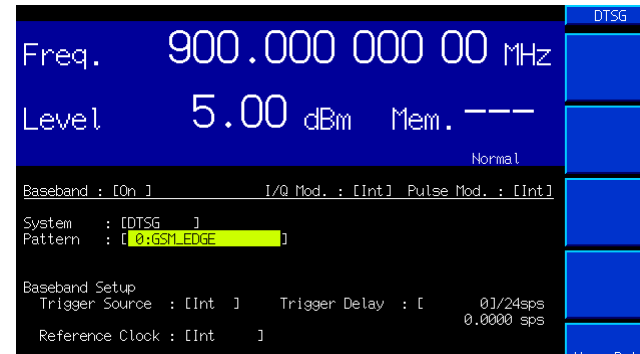 DTSG
Freq. 900.000 000 00 MHz
Level 5.00 dBm Mem. ---
Normal
Baseband : [On ] I/Q Mod. : [Int] Pulse Mod. : [Int]
System : [DTSG ]
Pattern : [ 0:GSM_EDGE ]
Baseband Setup
Trigger Source : [Int ] Trigger Delay : [ 0]/24sps
0.0000 sps
Reference Clock : [Int ]